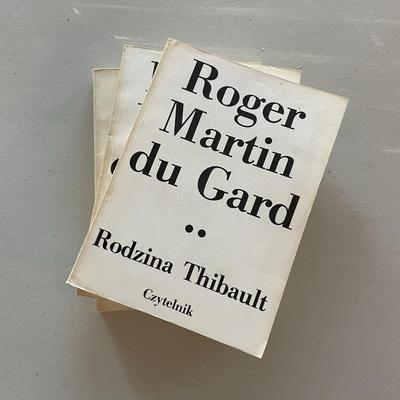 Roger
Martin
du Gard
••
Rodzina Thibault
Czytelnik